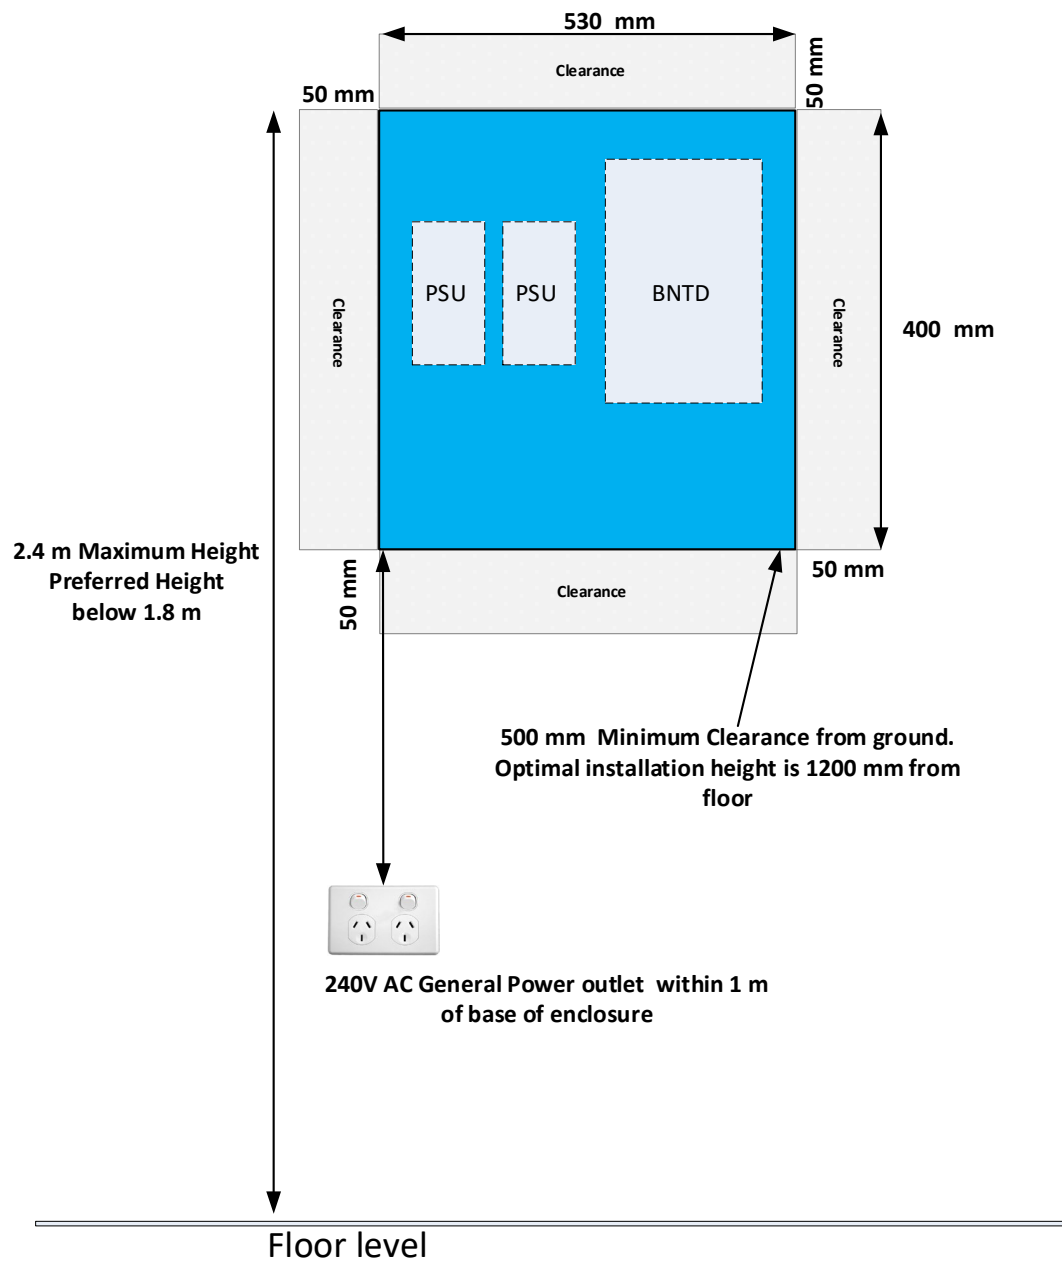 530 mm
Clearance
50 mm
50 mm
PSU
PSU
BNTD
Clearance
Clearance
400 mm
2.4 m Maximum Height
Preferred Height
below 1.8 m
50 mm
Clearance
50 mm
500 mm Minimum Clearance from ground.
Optimal installation height is 1200 mm from
floor
240V AC General Power outlet within 1 m
of base of enclosure
Floor level